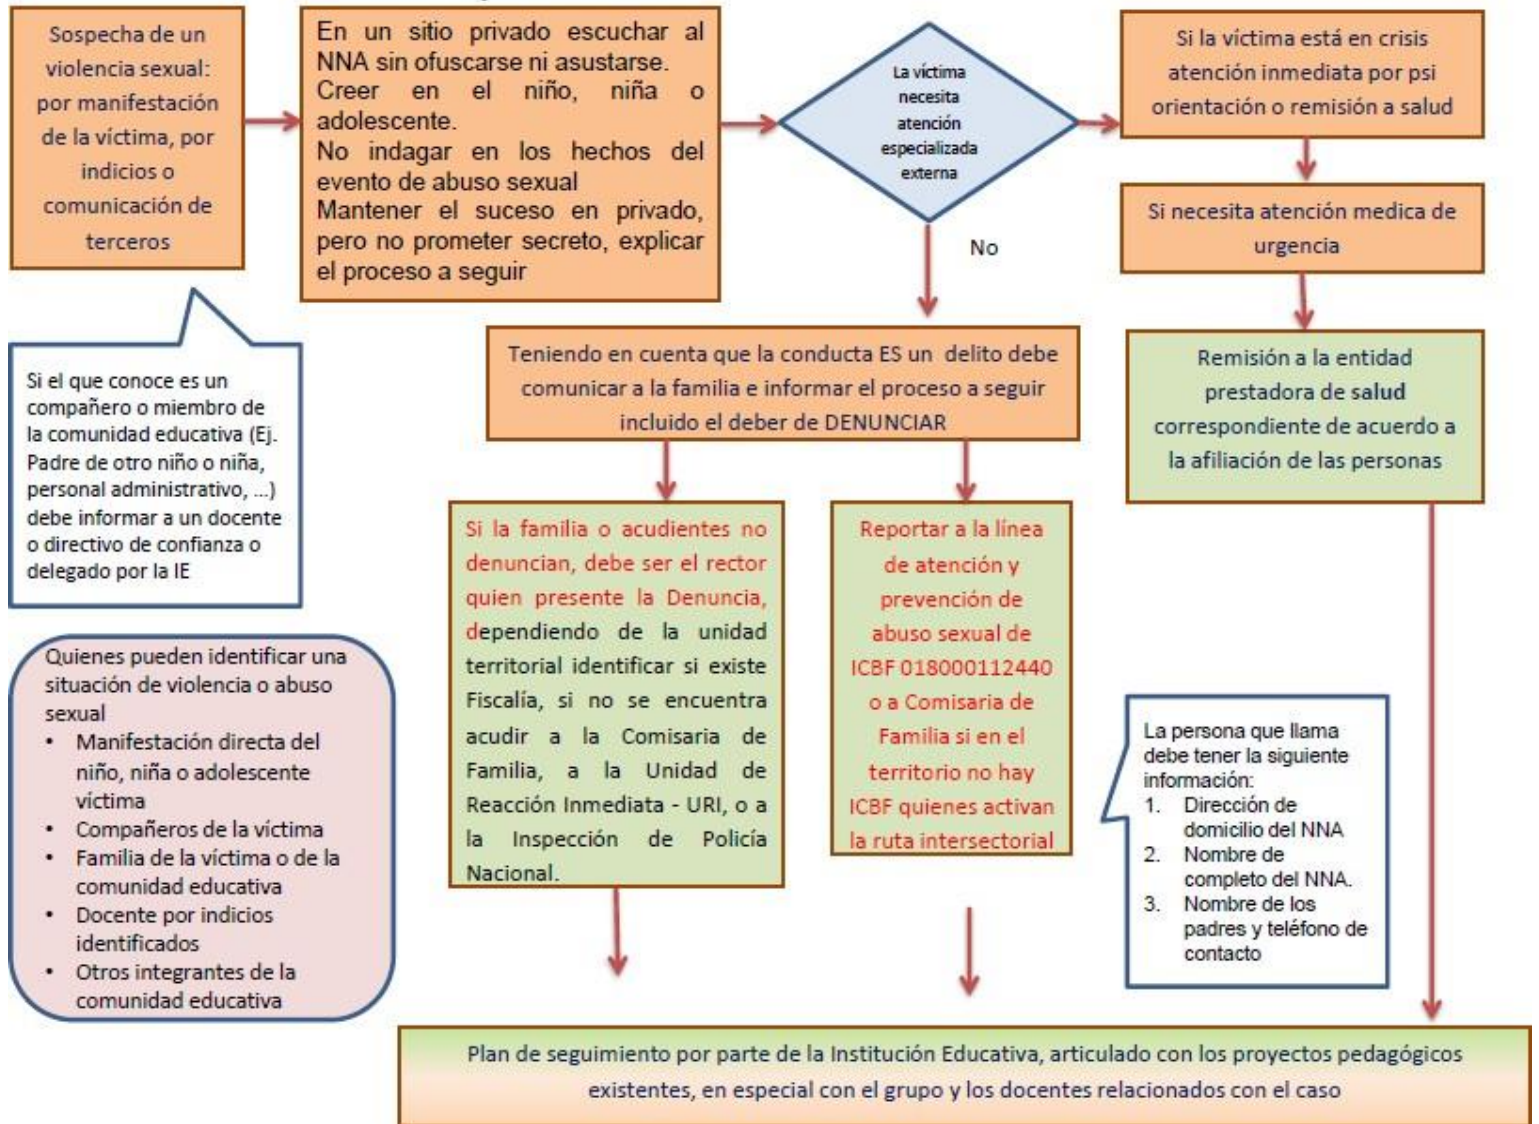 Sospecha de un
violencia sexual:
por manifestación
de la víctima, por
indicios o
comunicación de
terceros
En un sitio privado escuchar al
NNA sin ofuscarse ni asustarse.
Creer en el niño, niña o
adolescente.
No indagar en los hechos del
evento de abuso sexual
Mantener el suceso en privado,
pero no prometer secreto, explicar
el proceso a seguir
La víctima
necesita
atención
especializada
externa
Si la víctima está en crisis
atención inmediata por psi
orientación o remisión a salud
Si necesita atención medica de
urgencia
No
Si el que conoce es un
compañero o miembro de
la comunidad educativa (Ej.
Padre de otro niño o niña,
personal administrativo, ...)
debe informar a un docente
o directivo de confianza o
delegado por la IE
Teniendo en cuenta que la conducta ES un delito debe
comunicar a la familia e informar el proceso a seguir
incluido el deber de DENUNCIAR
Remisión a la entidad
prestadora de salud
correspondiente de acuerdo a
la afiliación de las personas
Si la familia o acudientes no
denuncian, debe ser el rector
quien presente la Denuncia,
dependiendo de la unidad
territorial identificar si existe
Fiscalía, si no se encuentra
acudir a la Comisaria de
Familia, a la Unidad de
Reacción Inmediata - URI, o a
la Inspección de Policía
Nacional.
Reportar a la línea
de atención y
prevención de
abuso sexual de
ICBF 018000112440
o a Comisaria de
Familia si en el
territorio no hay
ICBF quienes activan
la ruta intersectorial
Quienes pueden identificar una
situación de violencia o abuso
sexual
• Manifestación directa del
niño, niña o adolescente
víctima
• Compañeros de la víctima
• Familia de la víctima o de la
comunidad educativa
• Docente por indicios
identificados
• Otros integrantes de la
comunidad educativa
La persona que llama
debe tener la siguiente
información:
1. Dirección de
domicilio del NNA
2. Nombre de
completo del NNA.
3. Nombre de los
padres y teléfono de
contacto
Plan de seguimiento por parte de la Institución Educativa, articulado con los proyectos pedagógicos
existentes, en especial con el grupo y los docentes relacionados con el caso